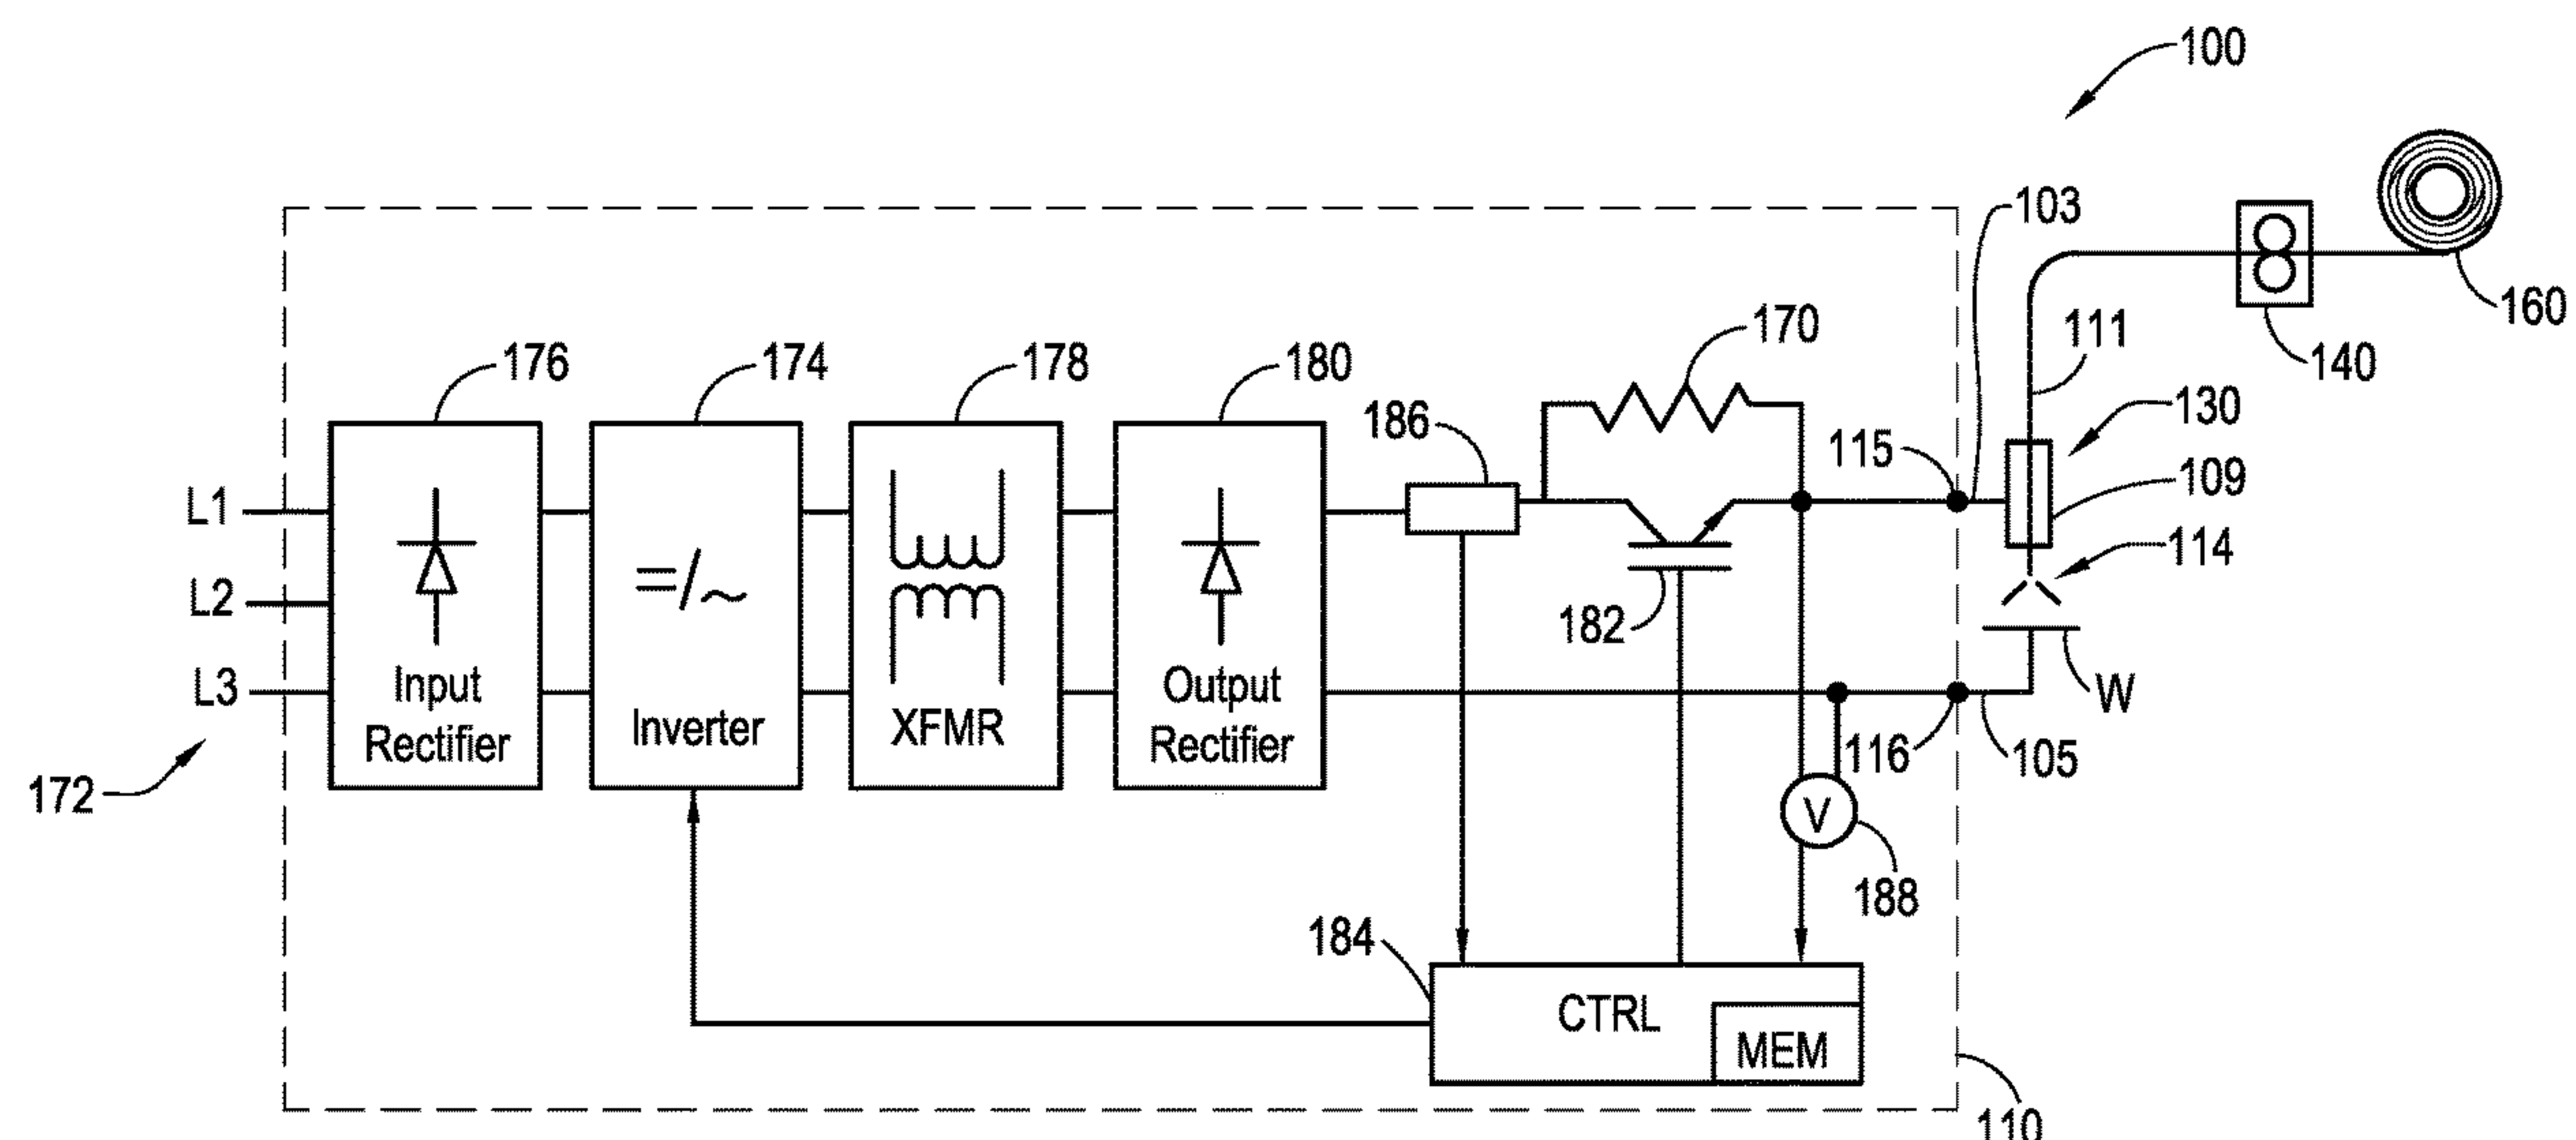 100
103
160
140
111
170
176
174
178
180
186
130
115
109
L1
114
=/~
L2
182
L3
Input
Rectifier
Inverter
XFMR
Output
Rectifier
W
116
105
172
V
188
184
CTRL
MEM
110